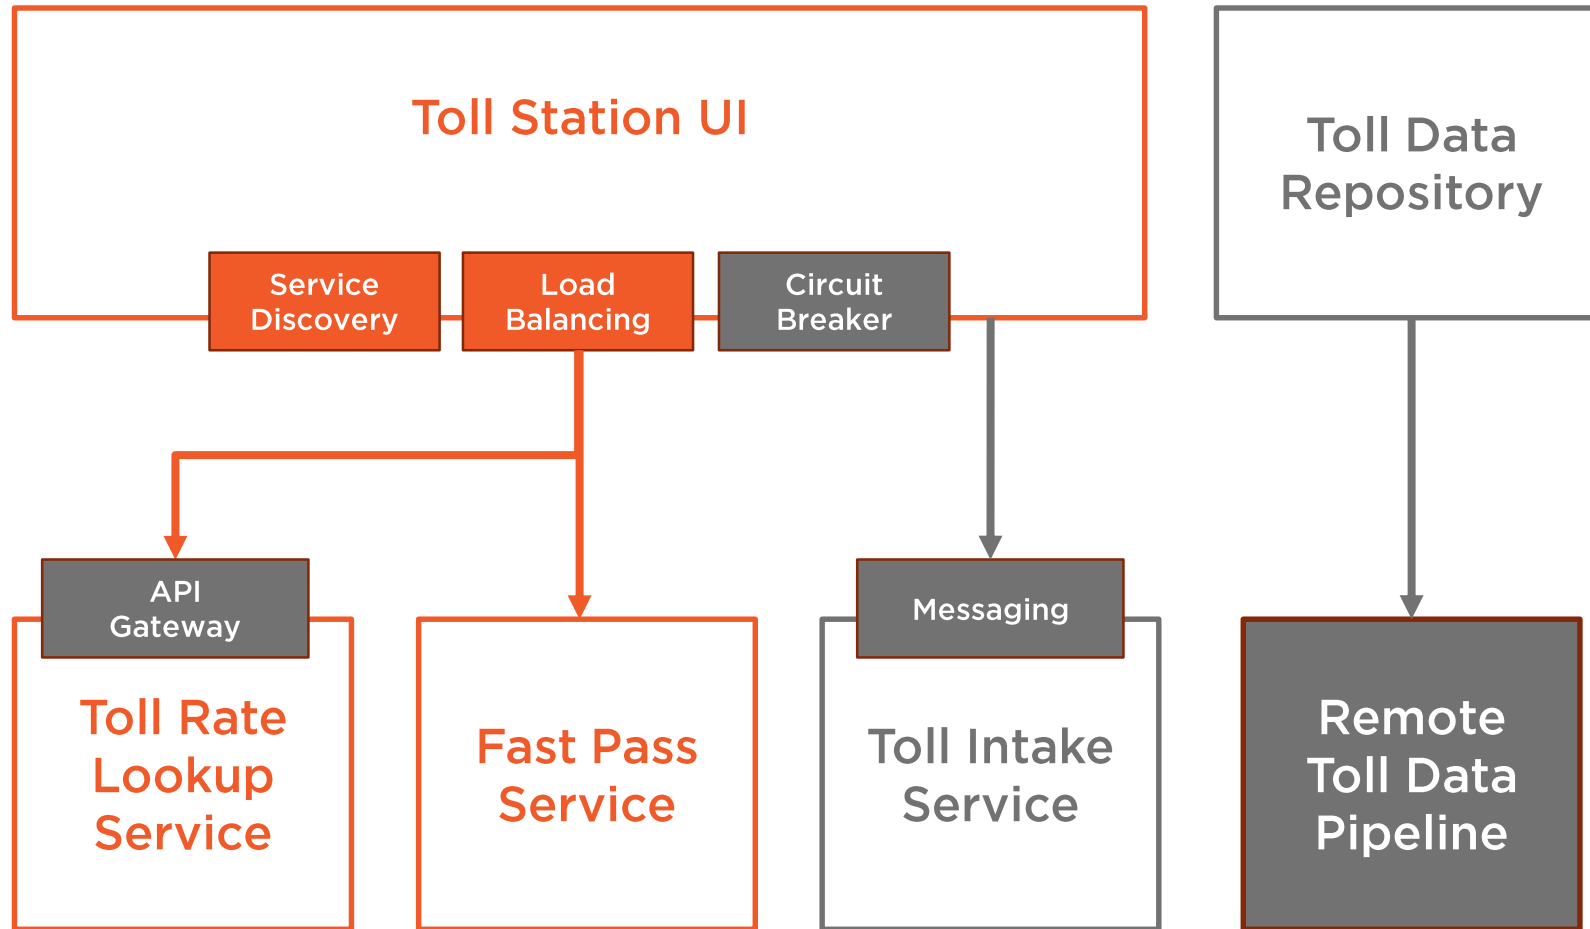 Toll Station UI
Toll Data
Repository
Service
Discovery
Load
Balancing
Circuit
Breaker
API
Gateway
Messaging
Toll Rate
Lookup
Service
Fast Pass
Service
Toll Intake
Service
Remote
Toll Data
Pipeline